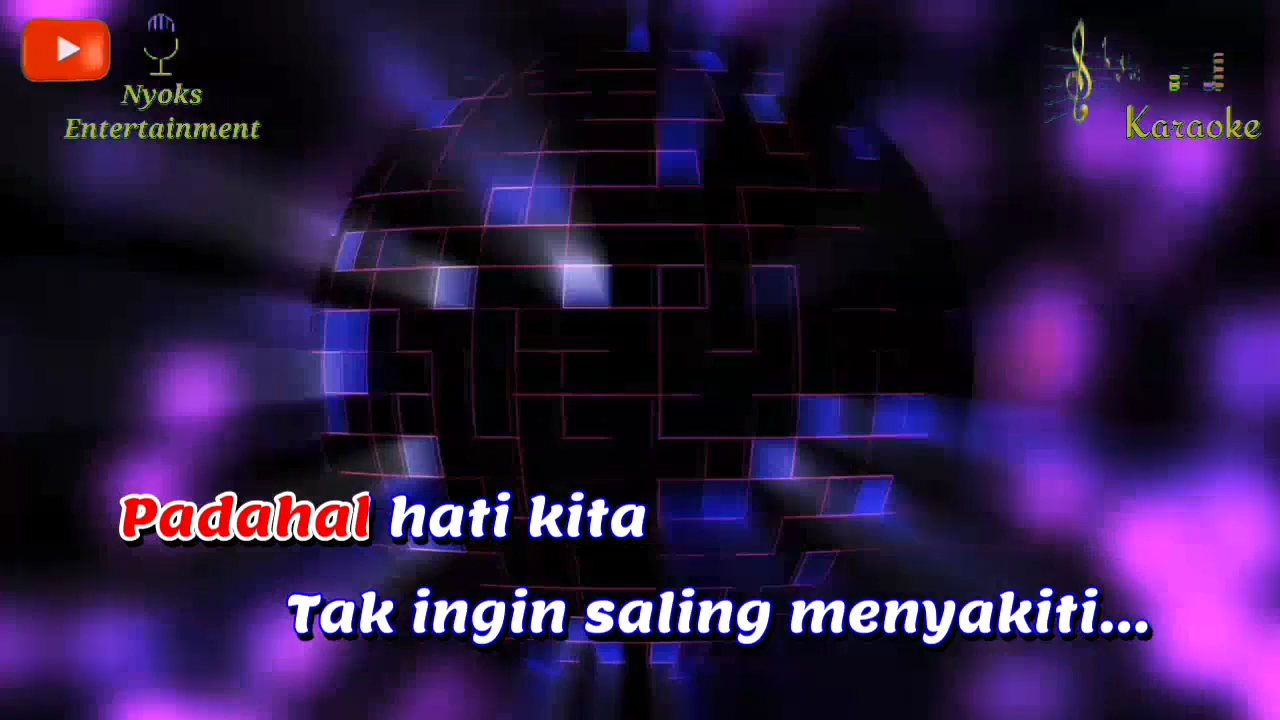 Nyoks
Entertainment
Karaoke
Padahal hati kita
Tak ingin saling menyakiti...